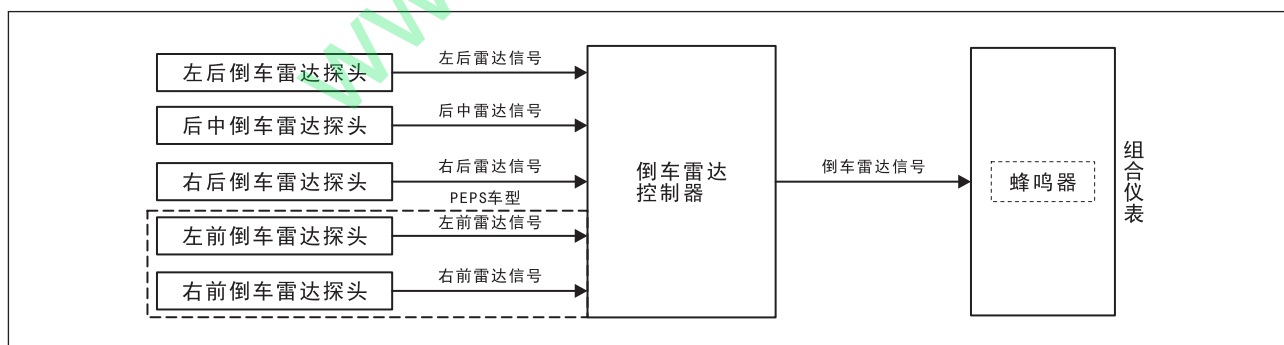 左后倒车雷达探头
左后雷达信号
后中倒车雷达探头
后中雷达信号
右后倒车雷达探头
右后雷达信号
PEPS车型
左前倒车雷达探头
左前雷达信号
右前倒车雷达探头
右前雷达信号
倒车雷达
控制器
倒车雷达信号
蜂鸣器
组合仪表